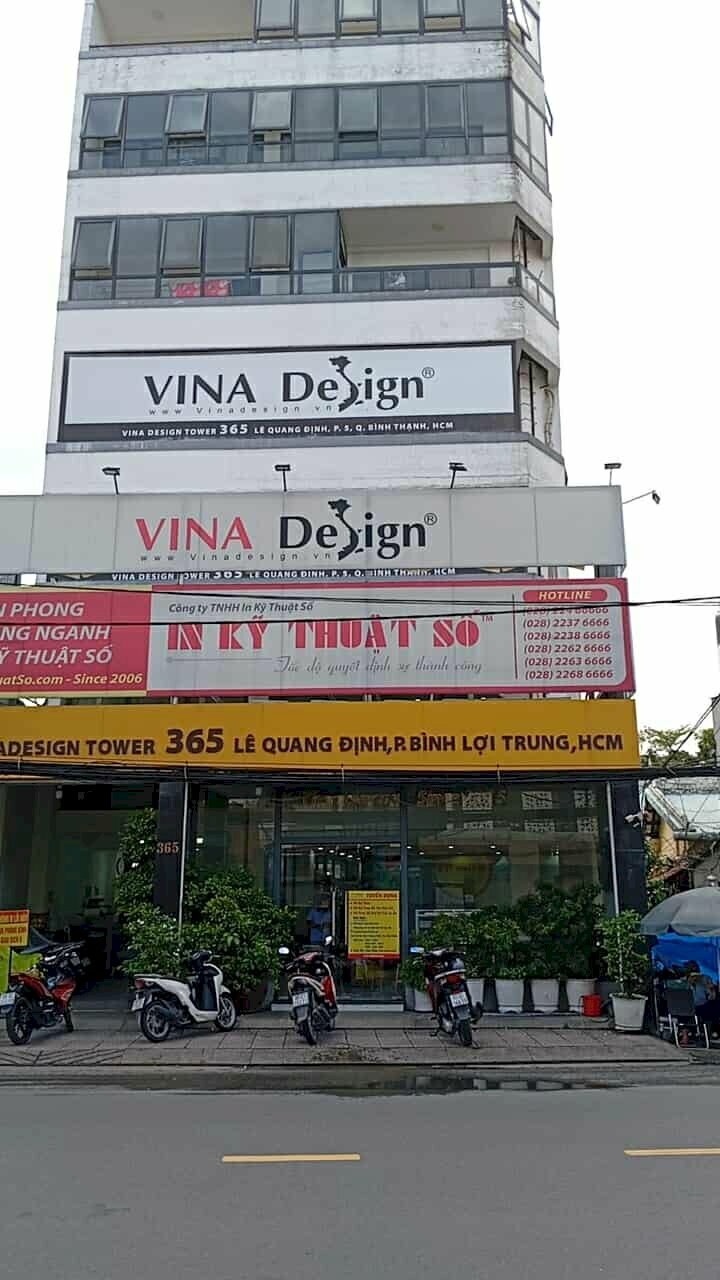 VINA Design®
www.Vinadesign.vn
VINA DESIGN TOWER 365 LÊ QUANG ĐỊNH, P. 5, Q. BÌNH THẠNH, HCM
VINA Design®
www.Vinadesign.vn
VINA DESIGN TOWER 365 LÊ QUANG ĐỊNH, P. 5, Q. BÌNH THẠNH, HCM
N PHONG
NG NGÀNH
Ỹ THUẬT SỐ
uatSo.com - Since 2006
Công ty TNHH In Kỹ Thuật Số
IN KỸ THUẬT SỐ™
Tốc độ quyết định sự thành công
HOTLINE
(028) 2237 6666
(028) 2238 6666
(028) 2262 6666
(028) 2263 6666
(028) 2268 6666
ADESIGN TOWER 365 LÊ QUANG ĐỊNH,P.BÌNH LỢI TRUNG,HCM
365
TUYỂN DỤNG